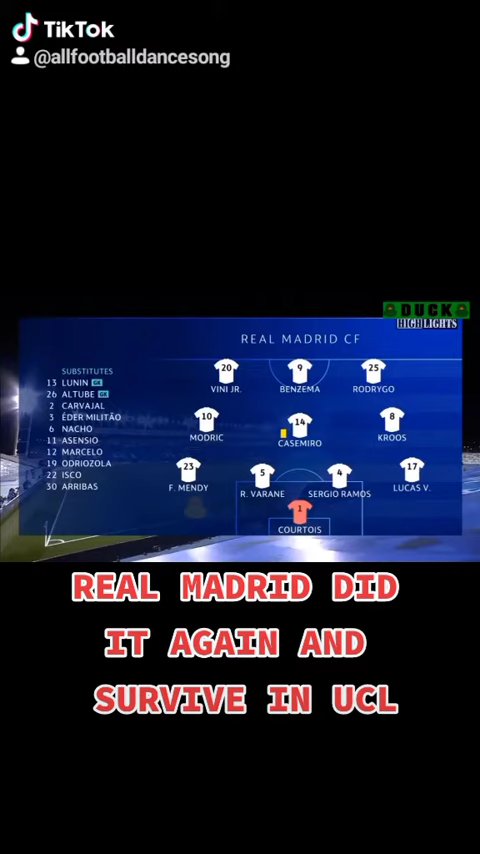 TikTok
@allfootballdancesong
DUCK
HIGHLIGHTS
REAL MADRID CF
SUBSTITUTES
13 LUNIN GK
26 ALTUBE GK
2 CARVAJAL
3 ÉDER MILITÃO
6 NACHO
11 ASENSIO
12 MARCELO
19 ODRIOZOLA
22 ISCO
30 ARRIBAS
20
VINI JR.
9
BENZEMA
25
RODRYGO
10
MODRIC
14
CASEMIRO
8
KROOS
23
F. MENDY
5
R. VARANE
4
SERGIO RAMOS
17
LUCAS V.
1
COURTOIS
REAL MADRID DID
IT AGAIN AND
SURVIVE IN UCL